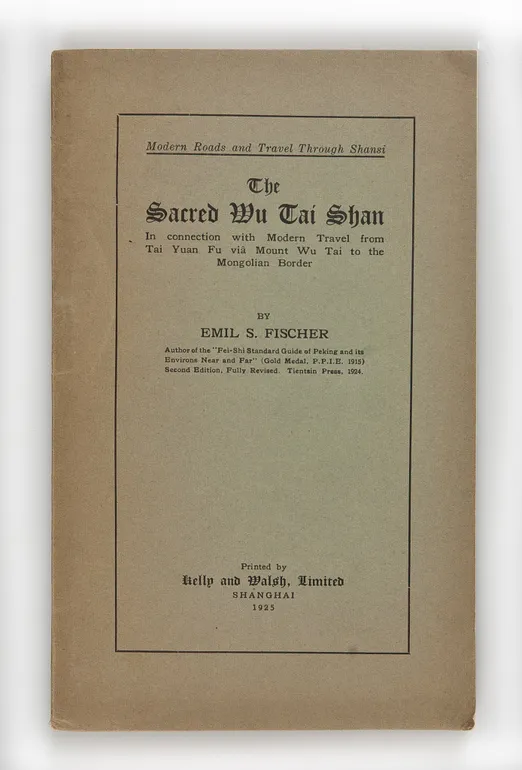 Modern Roads and Travel Through Shansi
The
Sacred Wu Tai Shan
In connection with Modern Travel from
Tai Yuan Fu viâ Mount Wu Tai to the
Mongolian Border
BY
EMIL S. FISCHER
Author of the "Pei-Shi Standard Guide of Peking and its
Environs Near and Far" (Gold Medal, P.P.I.E. 1915)
Second Edition, Fully Revised. Tientsin Press, 1924.
Printed by
Kelly and Walsh, Limited
SHANGHAI
1925